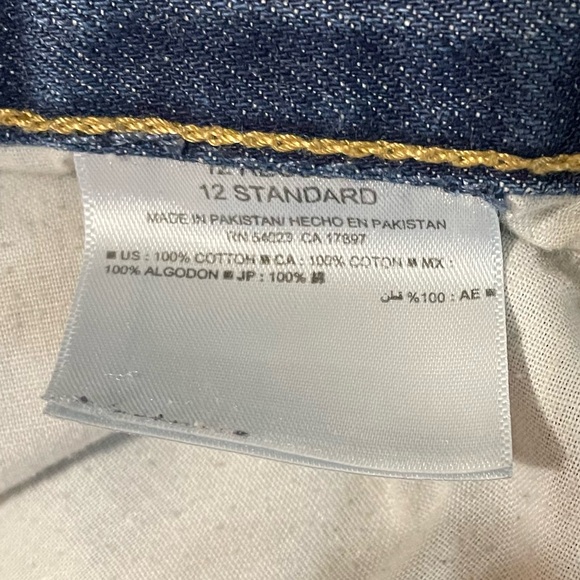 12 STANDARD
MADE IN PAKISTAN/ HECHO EN PAKISTAN
RN 54023 CA 17897
■ US : 100% COTTON ■ CA : 100% COTON ■ MX :
100% ALGODON ■ JP : 100% 綿
■ AE : 100% قطن